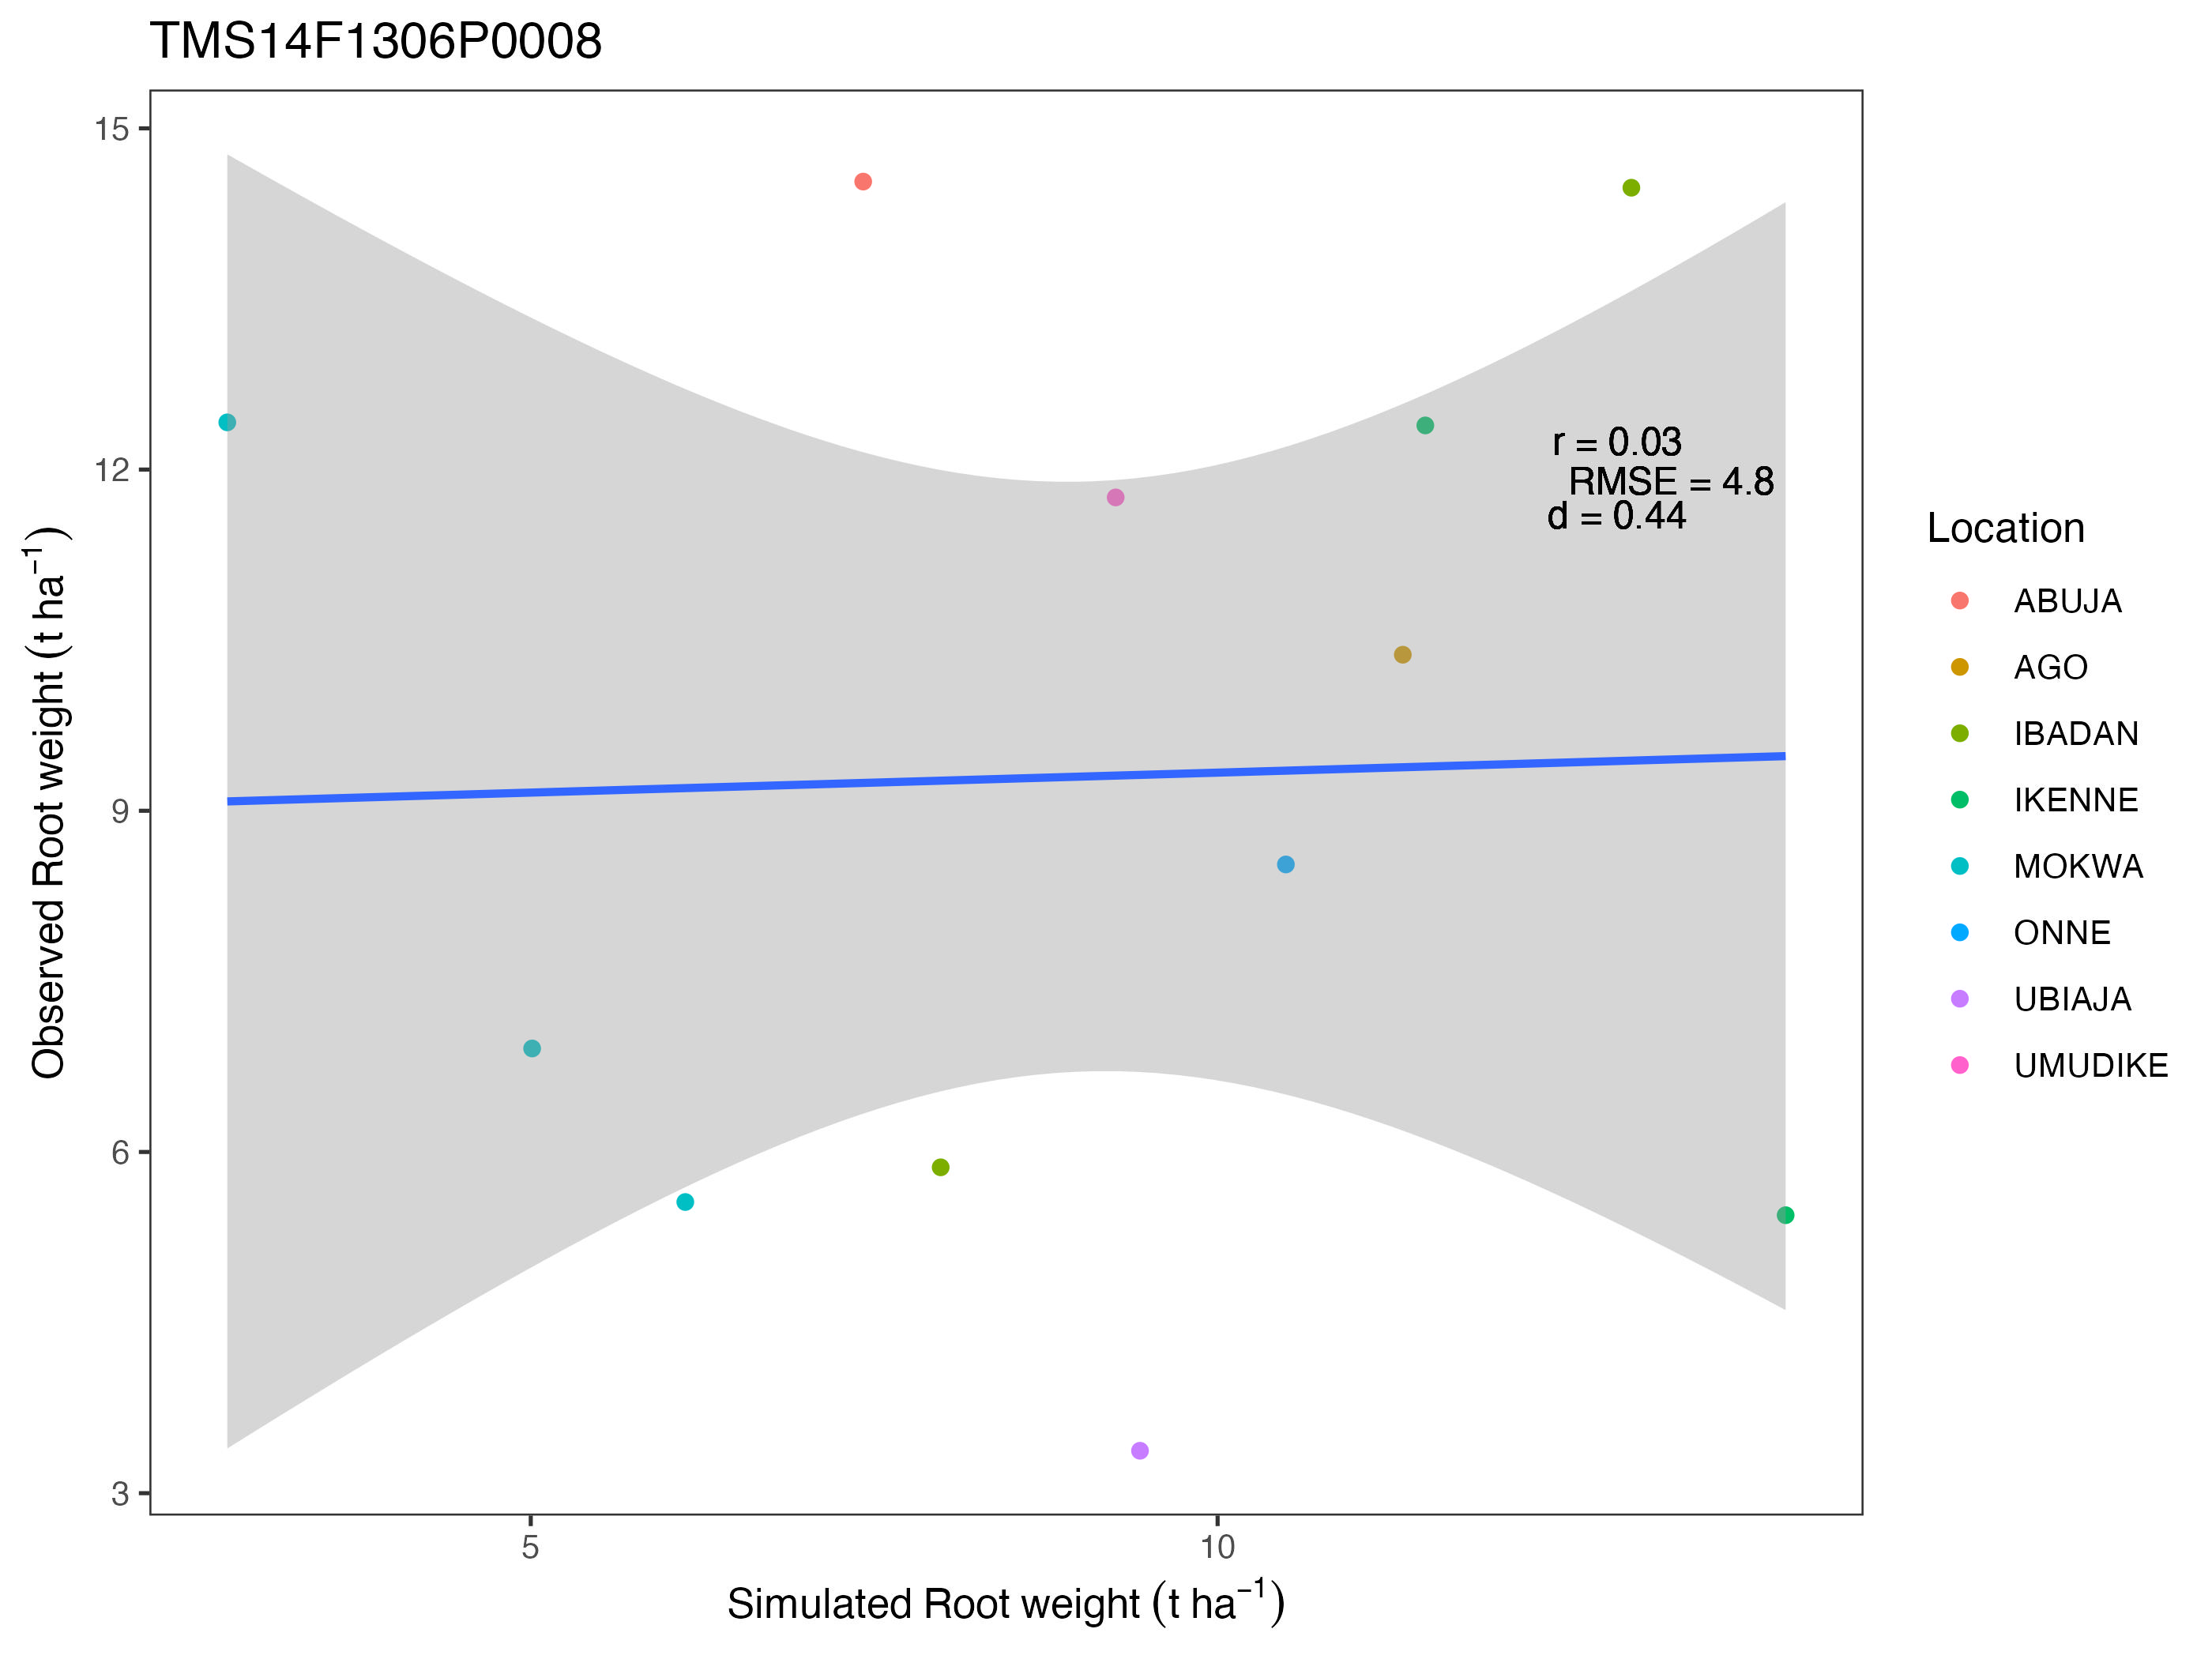 TMS14F1306P0008
Observed Root weight (t ha⁻¹)
15
12
9
6
3
r = 0.03
RMSE = 4.8
d = 0.44
5
10
Simulated Root weight (t ha⁻¹)
Location
ABUJA
AGO
IBADAN
IKENNE
MOKWA
ONNE
UBIAJA
UMUDIKE